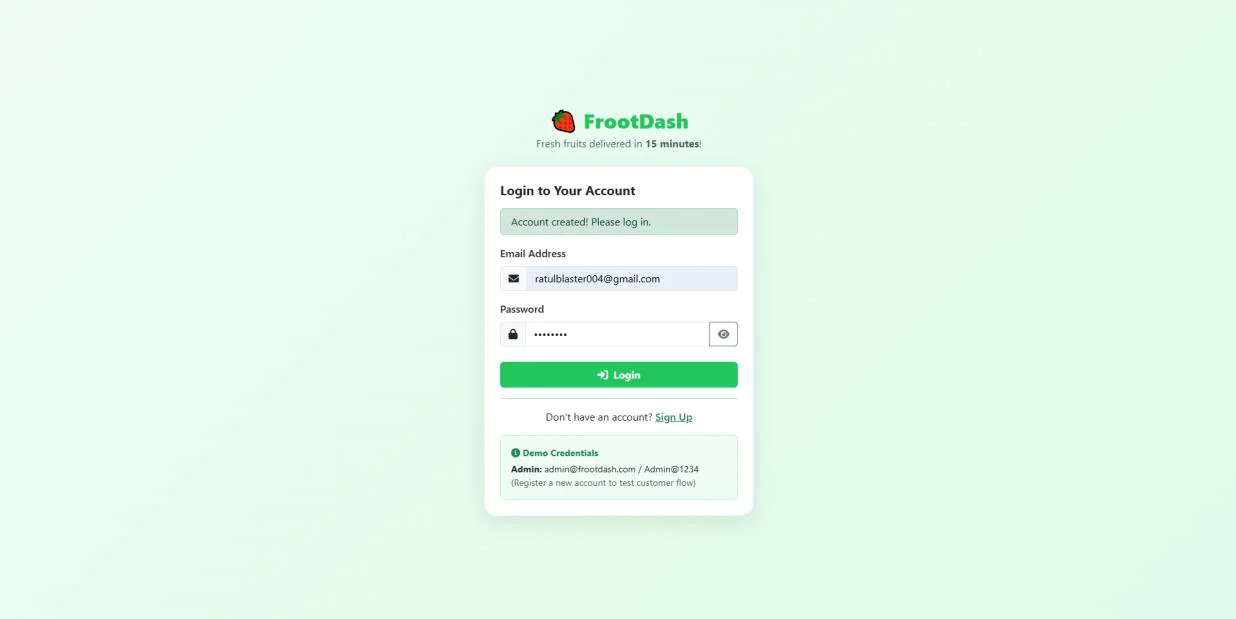 FrootDash
Fresh fruits delivered in 15 minutes!
Login to Your Account
Account created! Please log in.
Email Address
ratulblaster004@gmail.com
Password
••••••••
Login
Don't have an account? Sign Up
Demo Credentials
Admin: admin@frootdash.com / Admin@1234
(Register a new account to test customer flow)